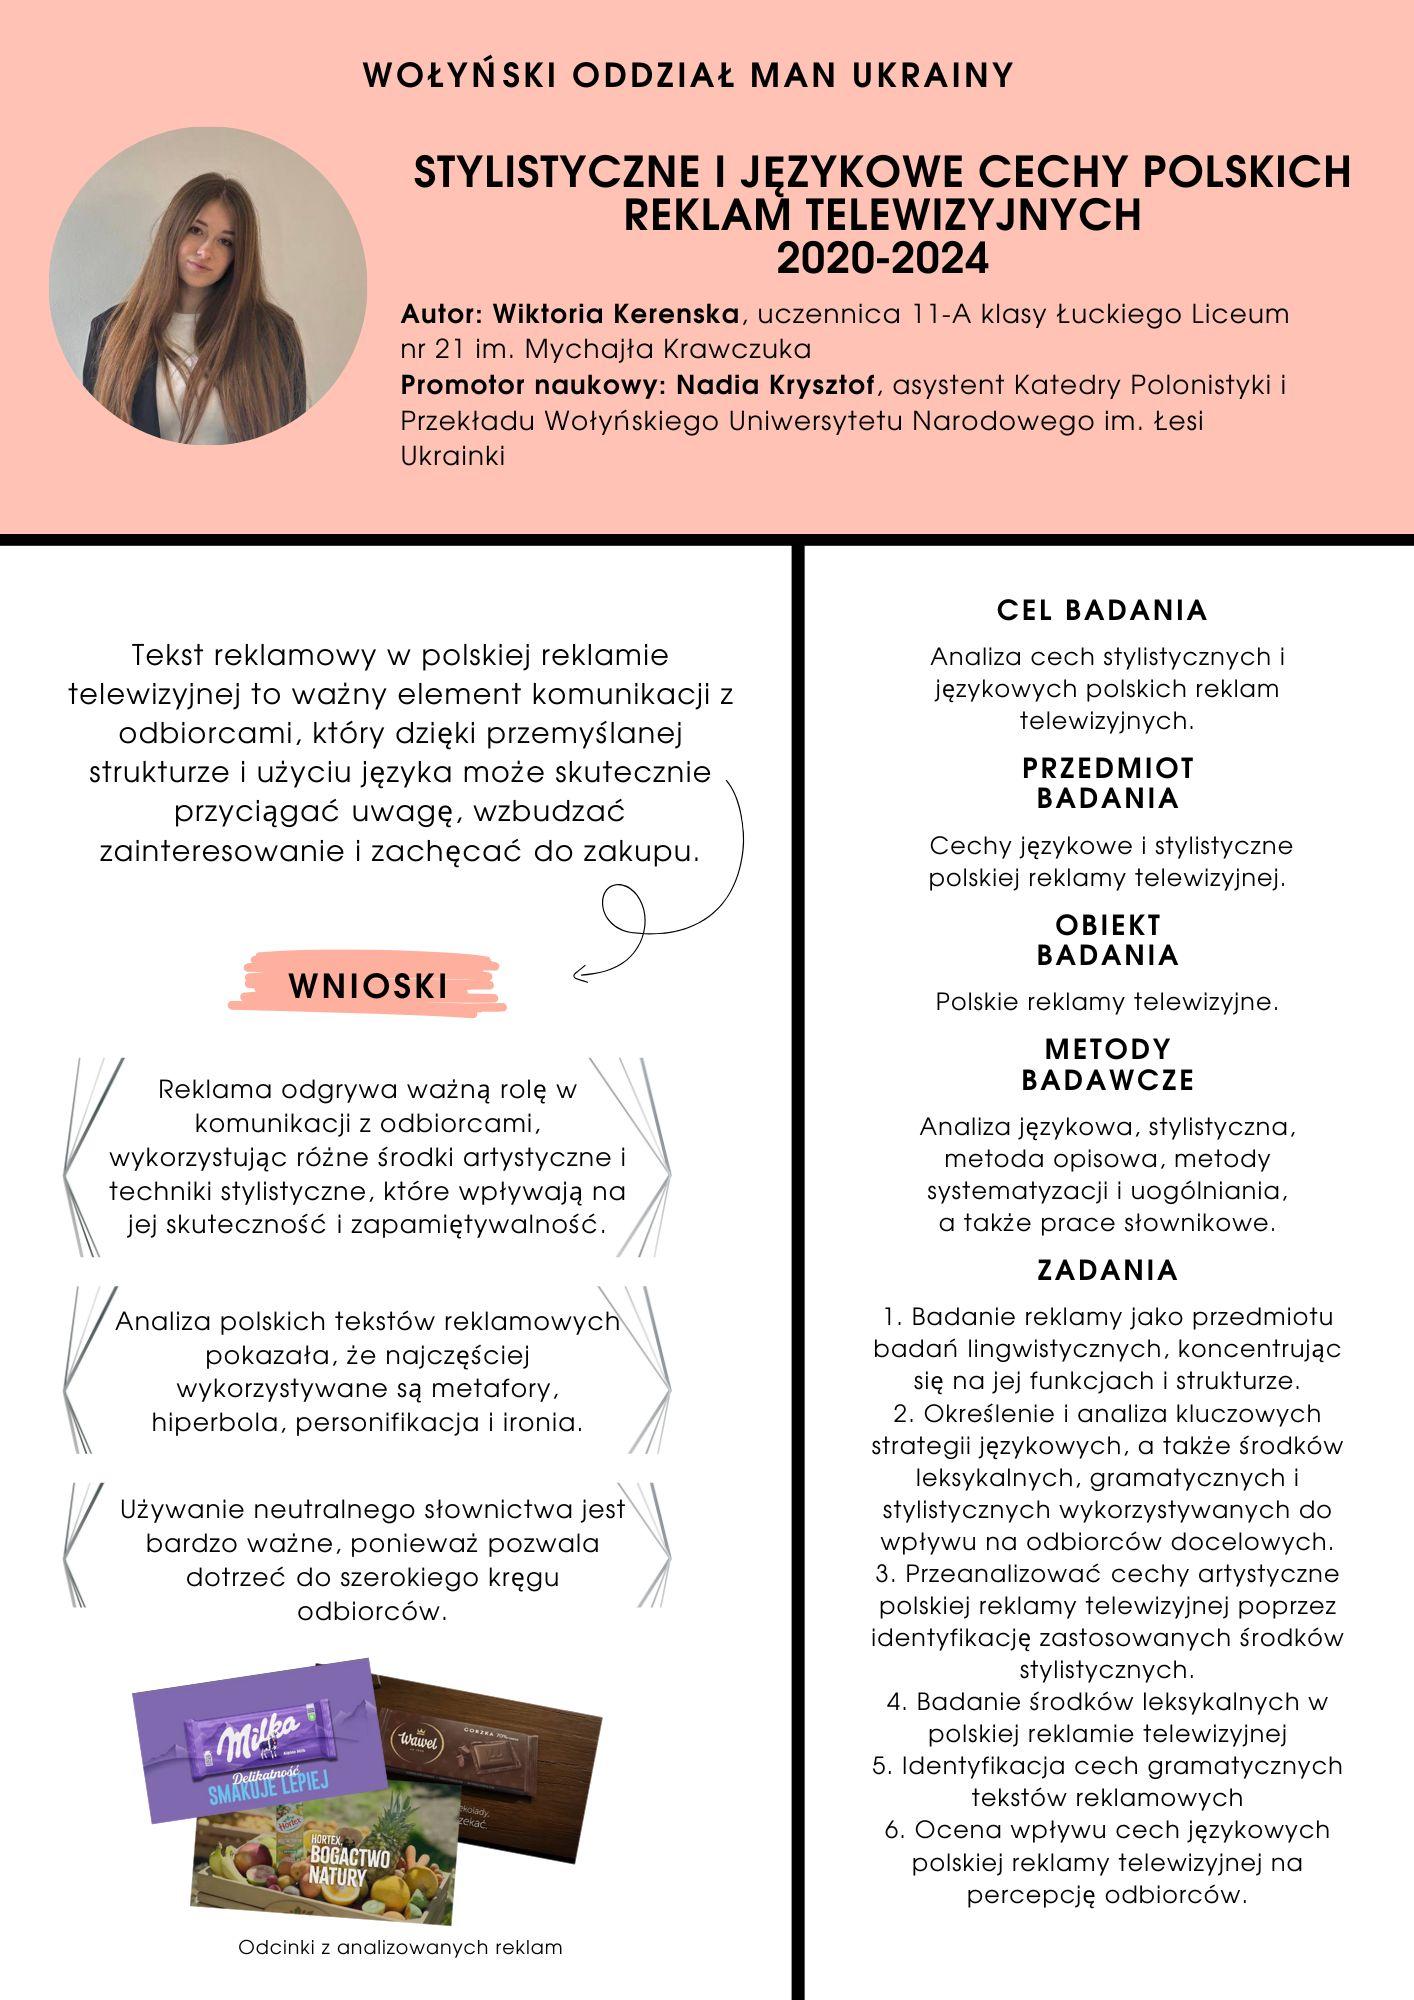 WOŁYŃSKI ODDZIAŁ MAN UKRAINY
STYLISTYCZNE I JĘZYKOWE CECHY POLSKICH
REKLAM TELEWIZYJNYCH
2020-2024
Autor: Wiktoria Kerenska, uczennica 11-A klasy Łuckiego Liceum
nr 21 im. Mychajła Krawczuka
Promotor naukowy: Nadia Krysztof, asystent Katedry Polonistyki i
Przekładu Wołyńskiego Uniwersytetu Narodowego im. Łesi
Ukrainki
Tekst reklamowy w polskiej reklamie
telewizyjnej to ważny element komunikacji z
odbiorcami, który dzięki przemyślanej
strukturze i użyciu języka może skutecznie
przyciągać uwagę, wzbudzać
zainteresowanie i zachęcać do zakupu.
WNIOSKI
Reklama odgrywa ważną rolę w
komunikacji z odbiorcami,
wykorzystując różne środki artystyczne i
techniki stylistyczne, które wpływają na
jej skuteczność i zapamiętywalność.
Analiza polskich tekstów reklamowych
pokazała, że najczęściej
wykorzystywane są metafory,
hiperbola, personifikacja i ironia.
Używanie neutralnego słownictwa jest
bardzo ważne, ponieważ pozwala
dotrzeć do szerokiego kręgu
odbiorców.
Milka
Delikatność
SMAKUJE LEPIEJ
Wawel
GORZKA 70%
ekolady,
zekać.
Hortex
HORTEX,
BOGACTWO
NATURY
Odcinki z analizowanych reklam
CEL BADANIA
Analiza cech stylistycznych i
językowych polskich reklam
telewizyjnych.
PRZEDMIOT
BADANIA
Cechy językowe i stylistyczne
polskiej reklamy telewizyjnej.
OBIEKT
BADANIA
Polskie reklamy telewizyjne.
METODY
BADAWCZE
Analiza językowa, stylistyczna,
metoda opisowa, metody
systematyzacji i uogólniania,
a także prace słownikowe.
ZADANIA
1. Badanie reklamy jako przedmiotu
badań lingwistycznych, koncentrując
się na jej funkcjach i strukturze.
2. Określenie i analiza kluczowych
strategii językowych, a także środków
leksykalnych, gramatycznych i
stylistycznych wykorzystywanych do
wpływu na odbiorców docelowych.
3. Przeanalizować cechy artystyczne
polskiej reklamy telewizyjnej poprzez
identyfikację zastosowanych środków
stylistycznych.
4. Badanie środków leksykalnych w
polskiej reklamie telewizyjnej
5. Identyfikacja cech gramatycznych
tekstów reklamowych
6. Ocena wpływu cech językowych
polskiej reklamy telewizyjnej na
percepcję odbiorców.